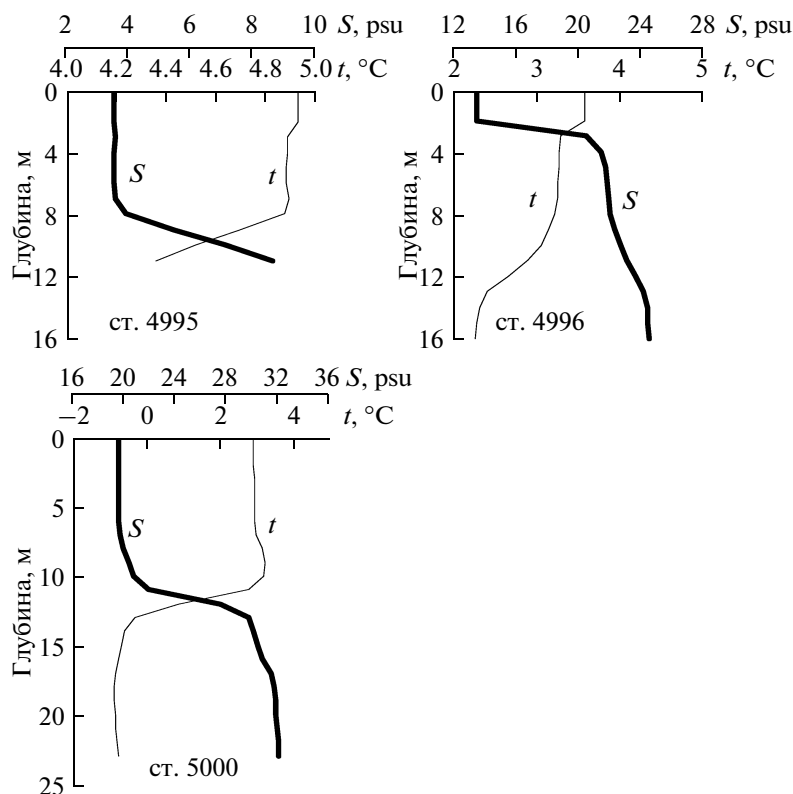 2 4 6 8 10 S, psu
4.0 4.2 4.4 4.6 4.8 5.0 t, °C
0
4
8
12
16
Глубина, м
S
t
ст. 4995
12 16 20 24 28 S, psu
2 3 4 5 t, °C
0
4
8
12
16
Глубина, м
t
S
ст. 4996
16 20 24 28 32 36 S, psu
−2 0 2 4 t, °C
0
5
10
15
20
25
Глубина, м
S
t
ст. 5000